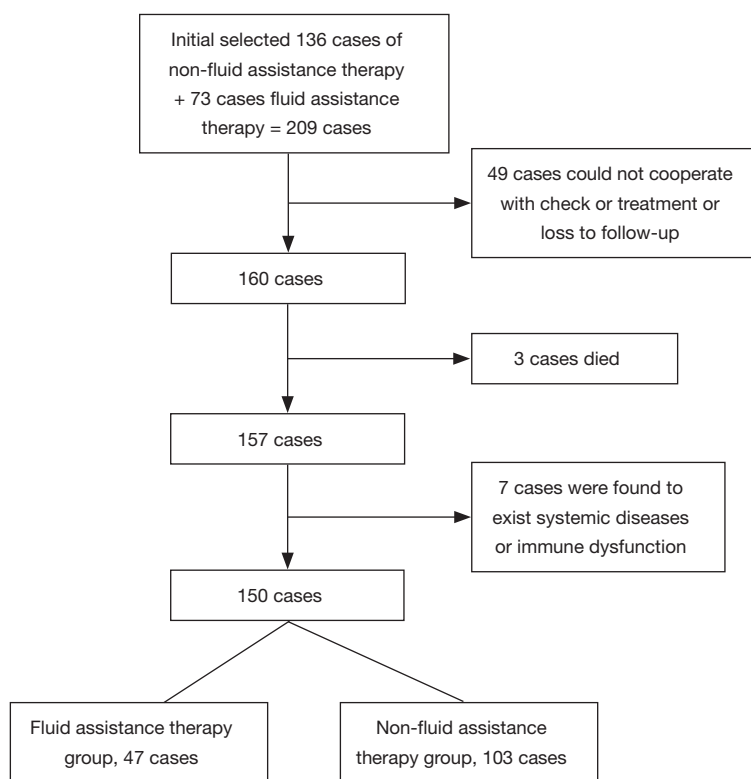 Initial selected 136 cases of
non-fluid assistance therapy
+ 73 cases fluid assistance
therapy = 209 cases
49 cases could not cooperate
with check or treatment or
loss to follow-up
160 cases
3 cases died
157 cases
7 cases were found to
exist systemic diseases
or immune dysfunction
150 cases
Fluid assistance therapy
group, 47 cases
Non-fluid assistance
therapy group, 103 cases